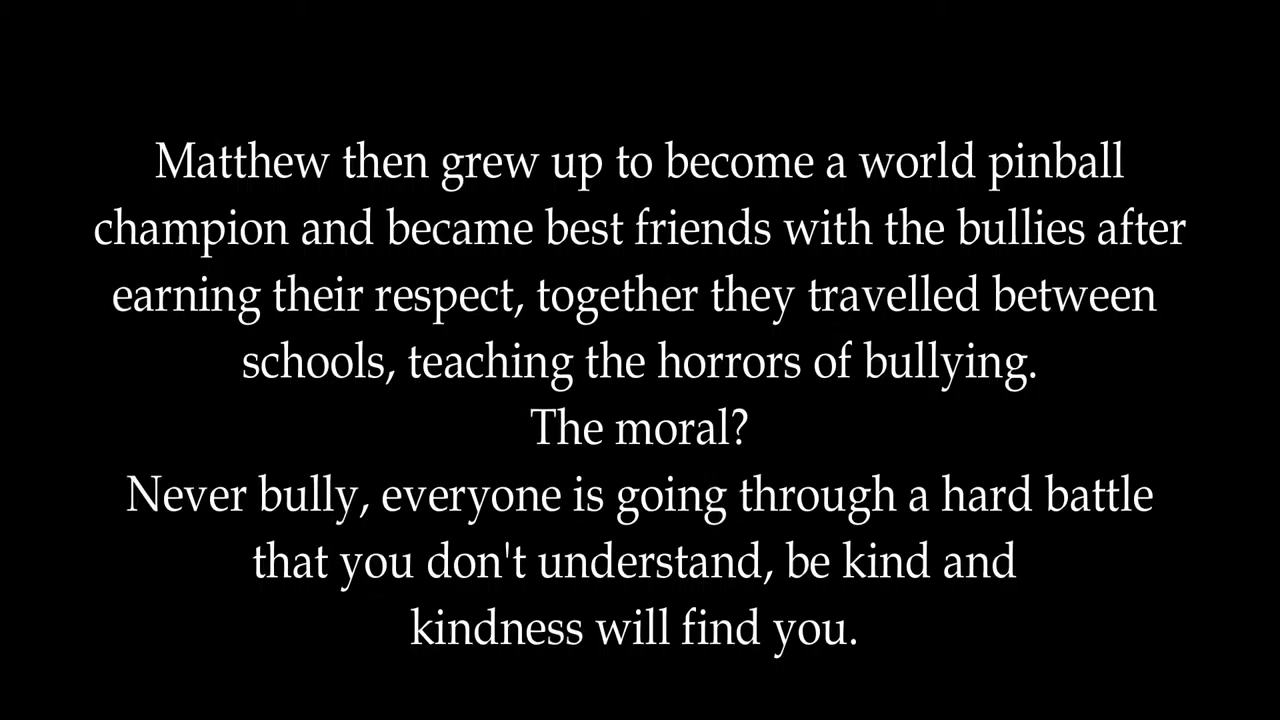 Matthew then grew up to become a world pinball
champion and became best friends with the bullies after
earning their respect, together they travelled between
schools, teaching the horrors of bullying.
The moral?
Never bully, everyone is going through a hard battle
that you don't understand, be kind and
kindness will find you.